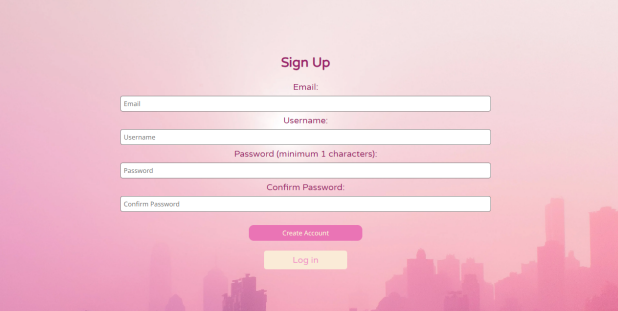 Sign Up
Email:
Email
Username:
Username
Password (minimum 1 characters):
Password
Confirm Password:
Confirm Password
Create Account
Log in